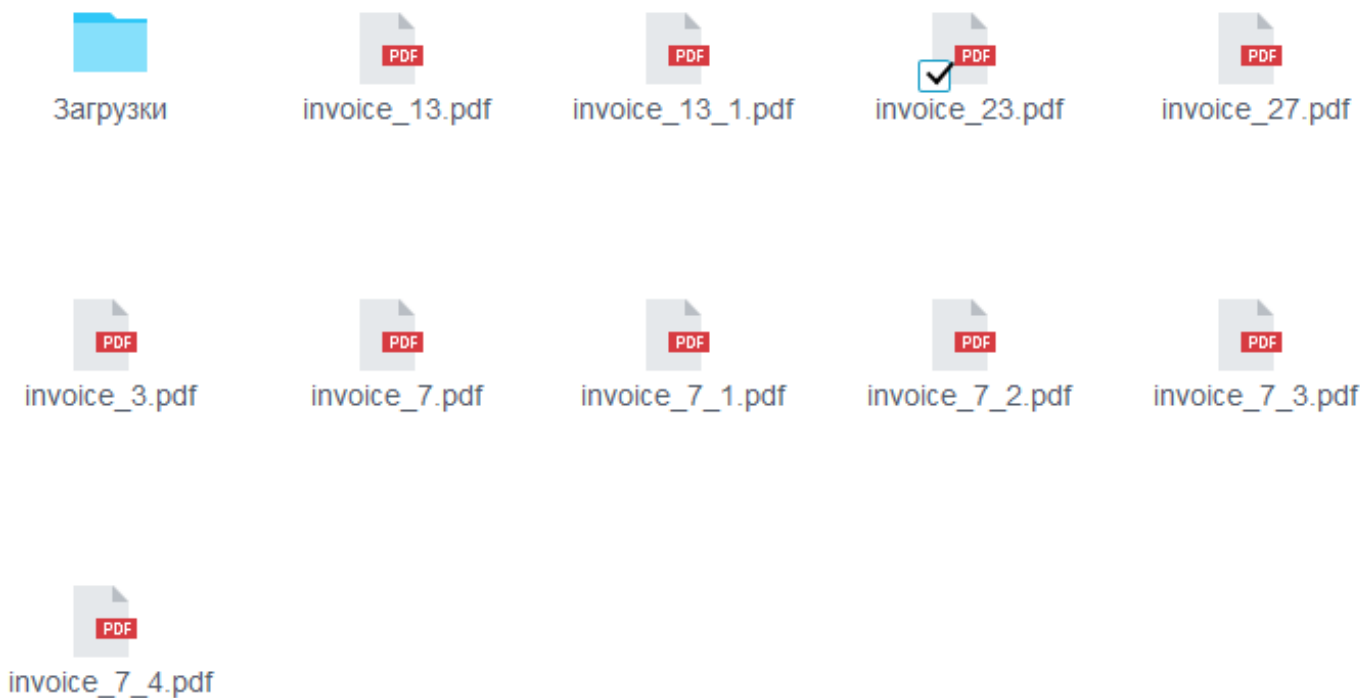 PDF PDF PDF PDF
Загрузки invoice_13.pdf invoice_13_1.pdf invoice_23.pdf invoice_27.pdf
PDF PDF PDF PDF PDF
invoice_3.pdf invoice_7.pdf invoice_7_1.pdf invoice_7_2.pdf invoice_7_3.pdf
PDF
invoice_7_4.pdf